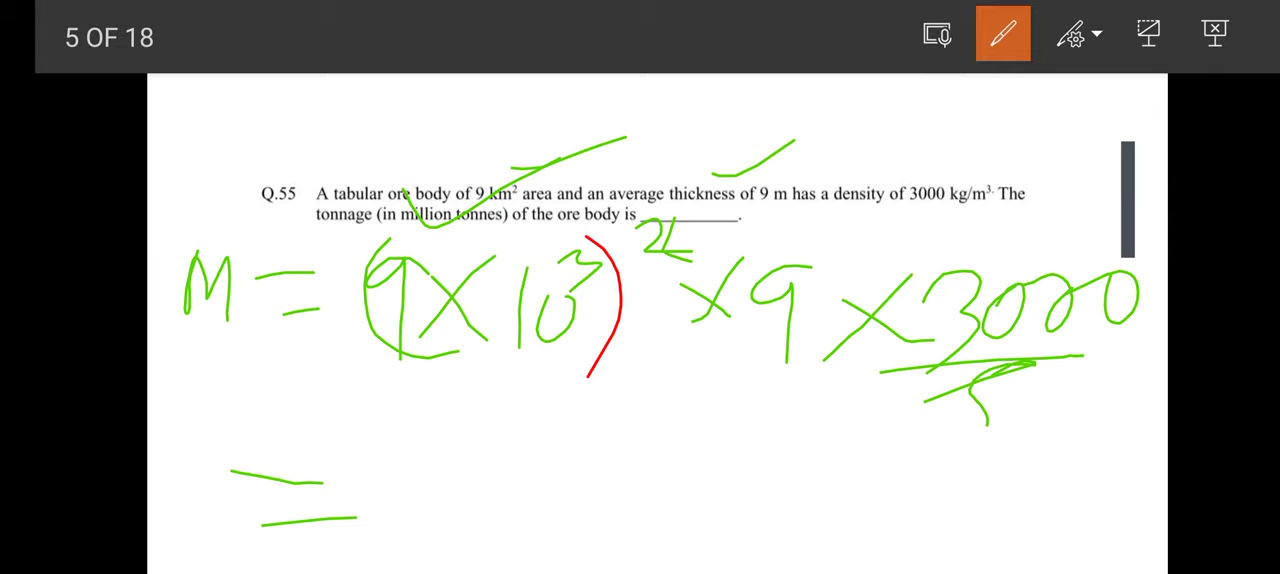 5 OF 18
Q.55 A tabular ore body of 9 km² area and an average thickness of 9 m has a density of 3000 kg/m³. The
tonnage (in million tonnes) of the ore body is ___________.
M = (9 × 10³)² × 9 × 3000
=